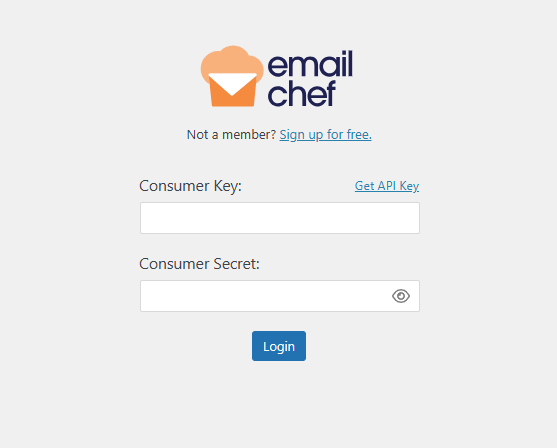 email
chef
Not a member? Sign up for free.
Consumer Key:
Get API Key
Consumer Secret:
Login